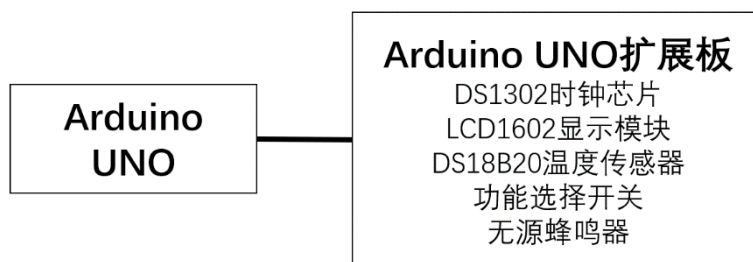 Arduino
UNO
Arduino UNO扩展板
DS1302时钟芯片
LCD1602显示模块
DS18B20温度传感器
功能选择开关
无源蜂鸣器